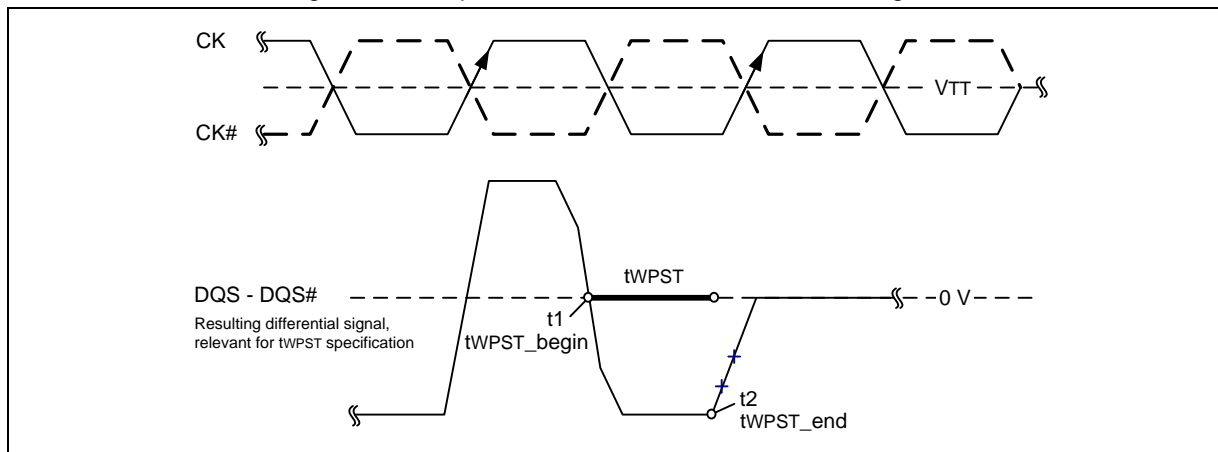 CK
VTT
CK#
tWPST
DQS - DQS#
0 V
Resulting differential signal,
relevant for tWPST specification
t1
tWPST_begin
t2
tWPST_end